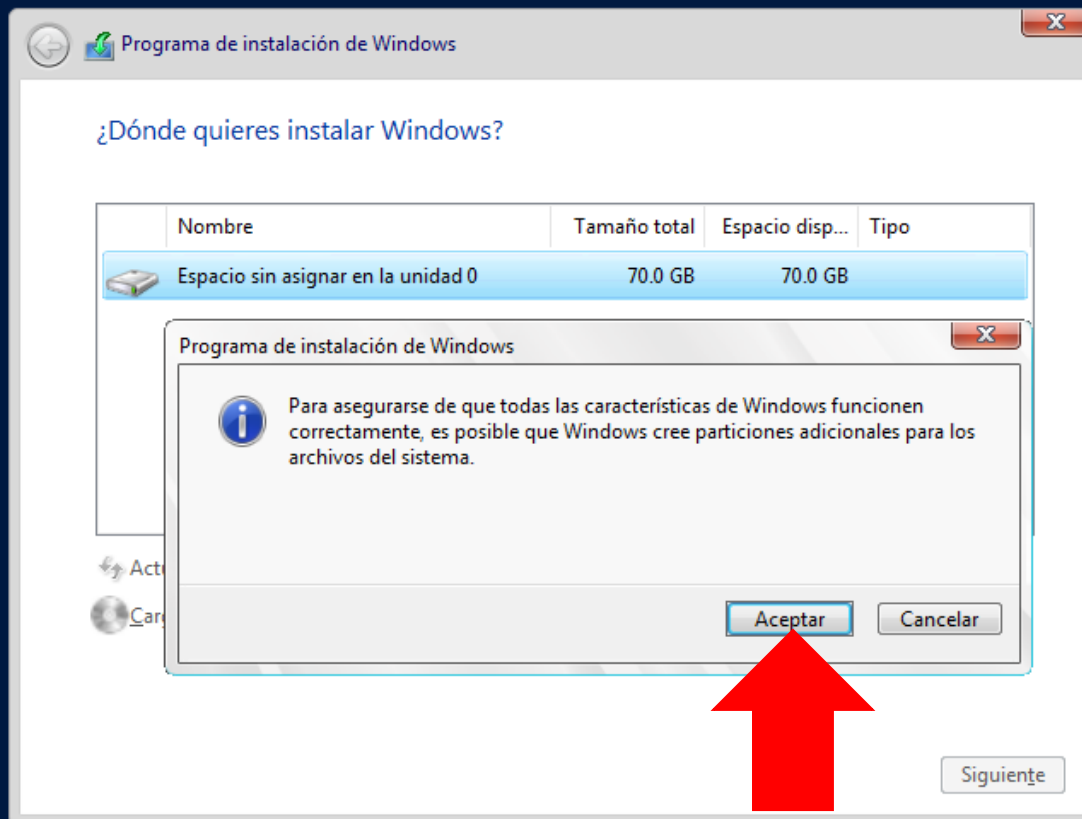 Programa de instalación de Windows
¿Dónde quieres instalar Windows?
Nombre Tamaño total Espacio disp... Tipo
Espacio sin asignar en la unidad 0 70.0 GB 70.0 GB
Programa de instalación de Windows
Para asegurarse de que todas las características de Windows funcionen
correctamente, es posible que Windows cree particiones adicionales para los
archivos del sistema.
Aceptar Cancelar
Siguiente